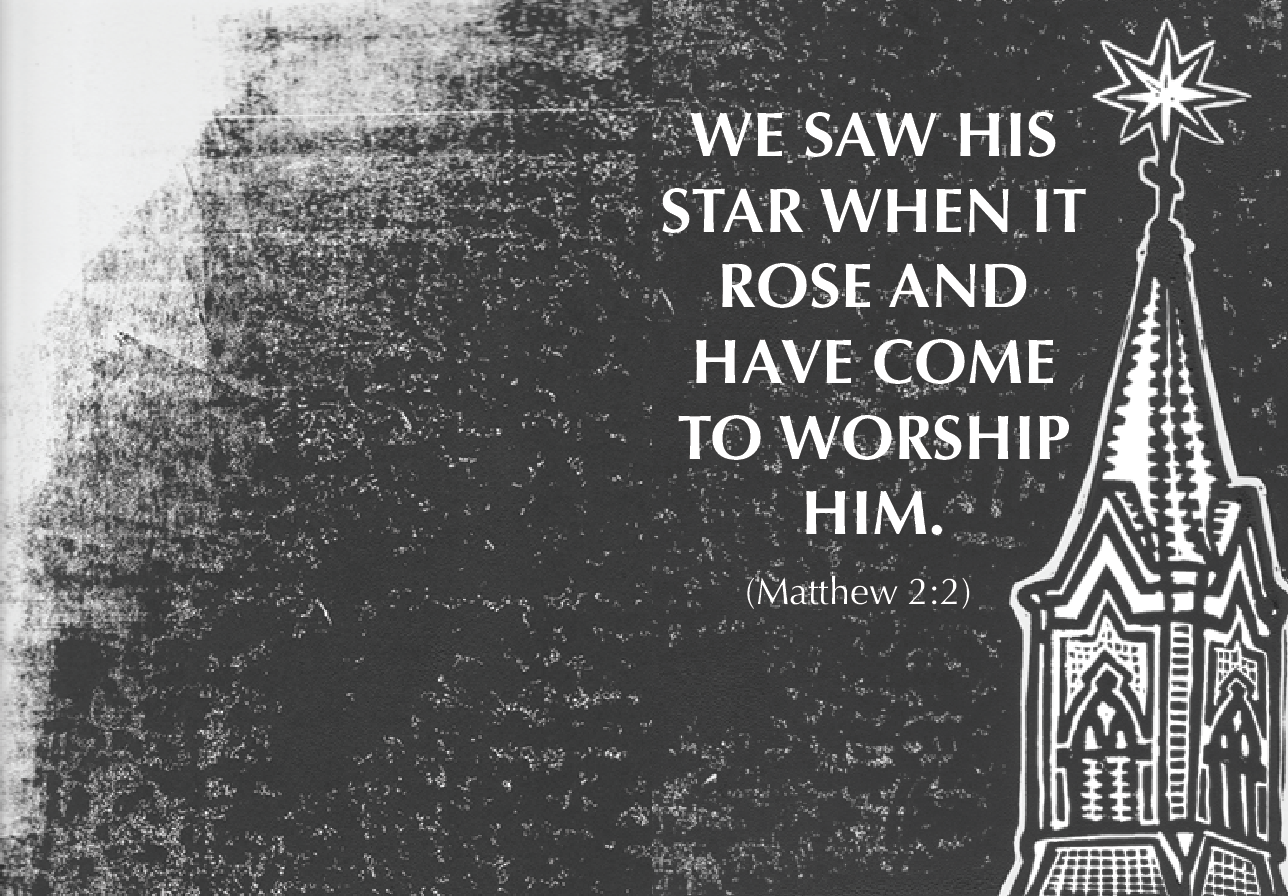 WE SAW HIS
STAR WHEN IT
ROSE AND
HAVE COME
TO WORSHIP
HIM.
(Matthew 2:2)